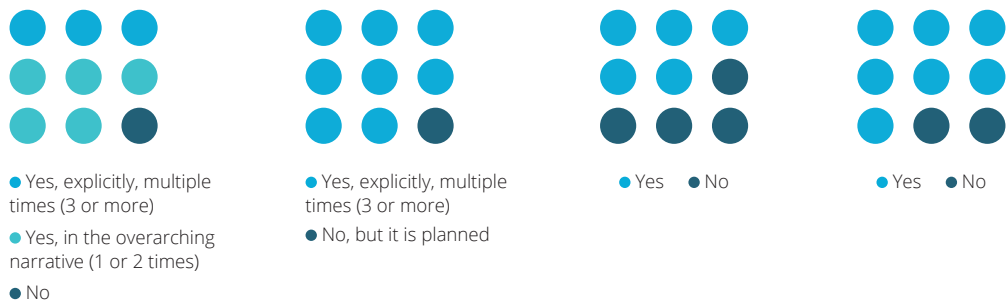 Yes, explicitly, multiple
times (3 or more)
Yes, in the overarching
narrative (1 or 2 times)
No
Yes, explicitly, multiple
times (3 or more)
No, but it is planned
Yes No
Yes No